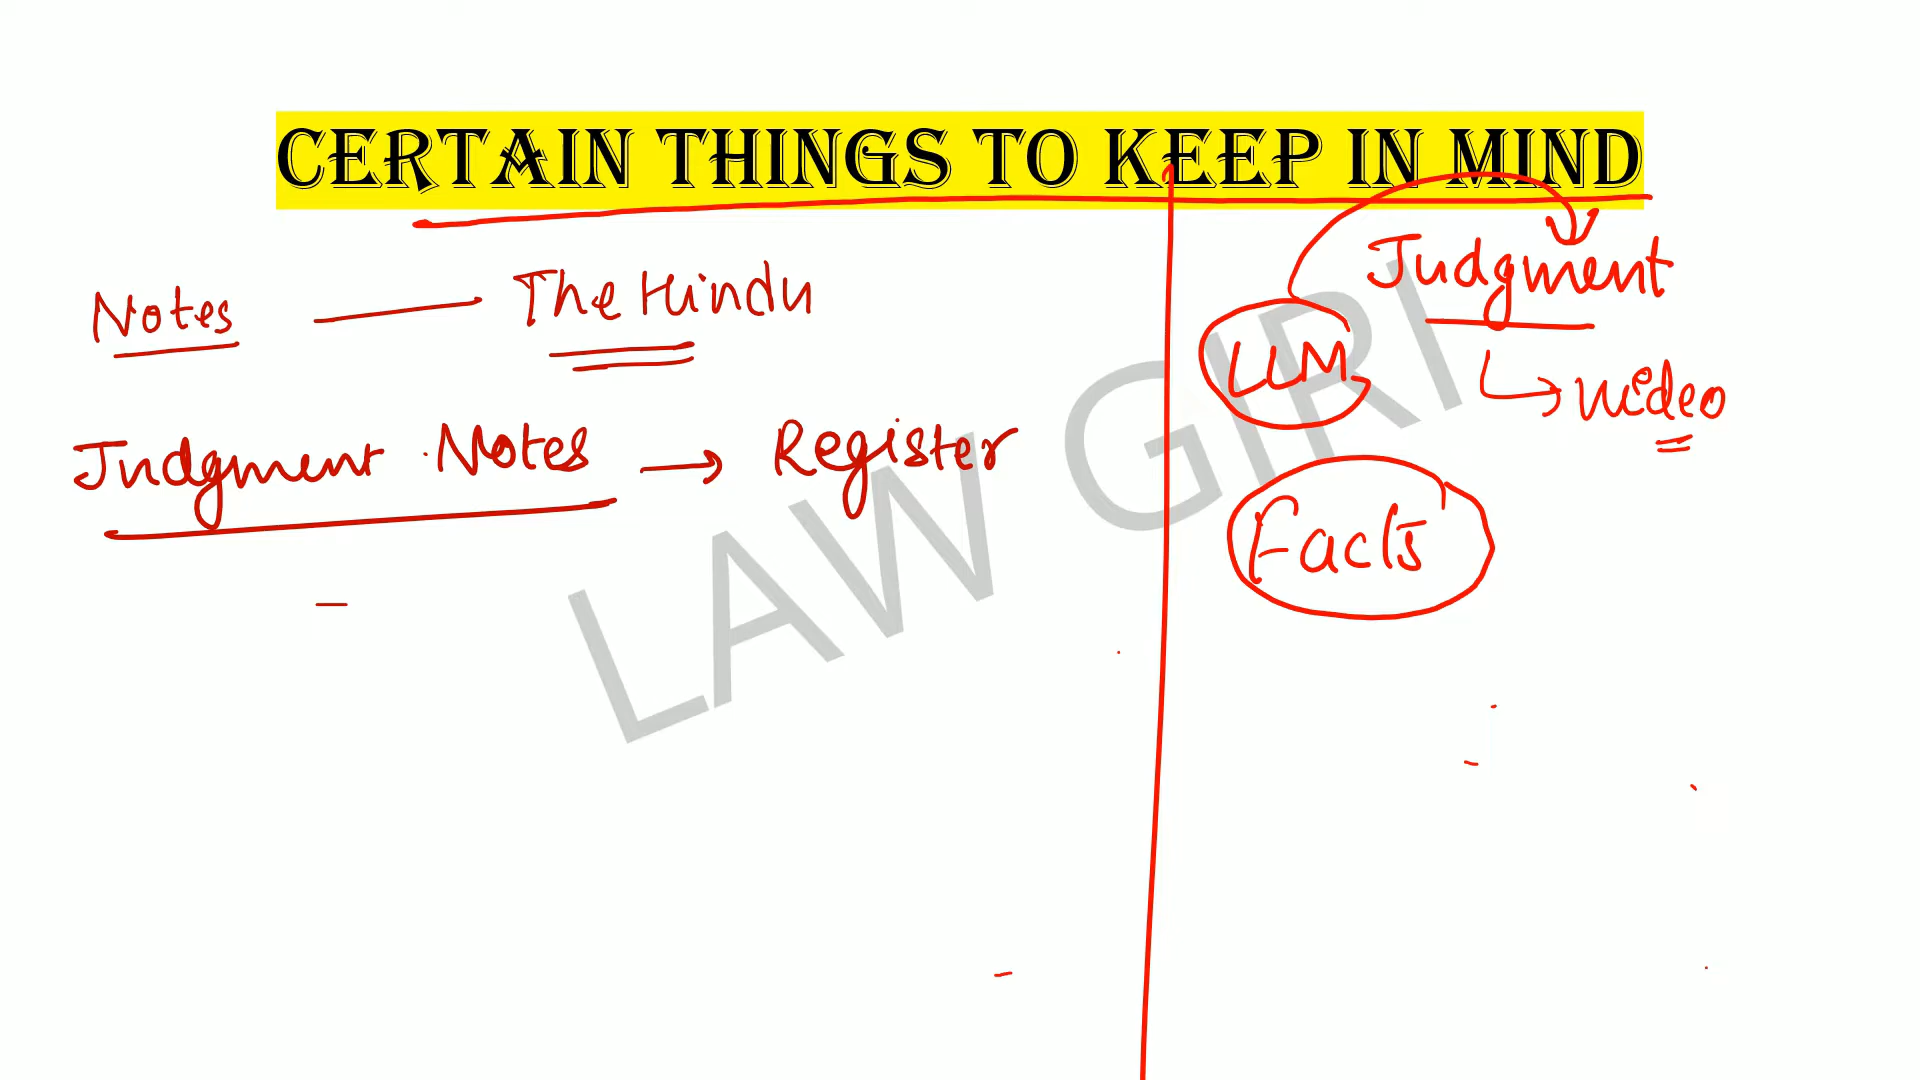 CERTAIN THINGS TO KEEP IN MIND
Notes — The Hindu
Judgment Notes → Register
Judgment
LLM
→ video
Facts
LAW GIRI